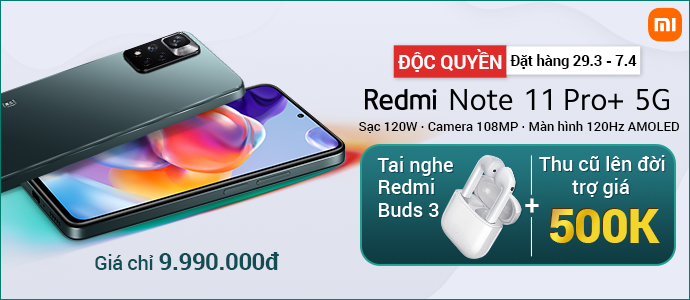 mi
ĐỘC QUYỀN
Đặt hàng 29.3 - 7.4
Redmi Note 11 Pro+ 5G
Sạc 120W · Camera 108MP · Màn hình 120Hz AMOLED
Tai nghe
Redmi
Buds 3
+
Thu cũ lên đời
trợ giá
500K
Giá chỉ 9.990.000đ